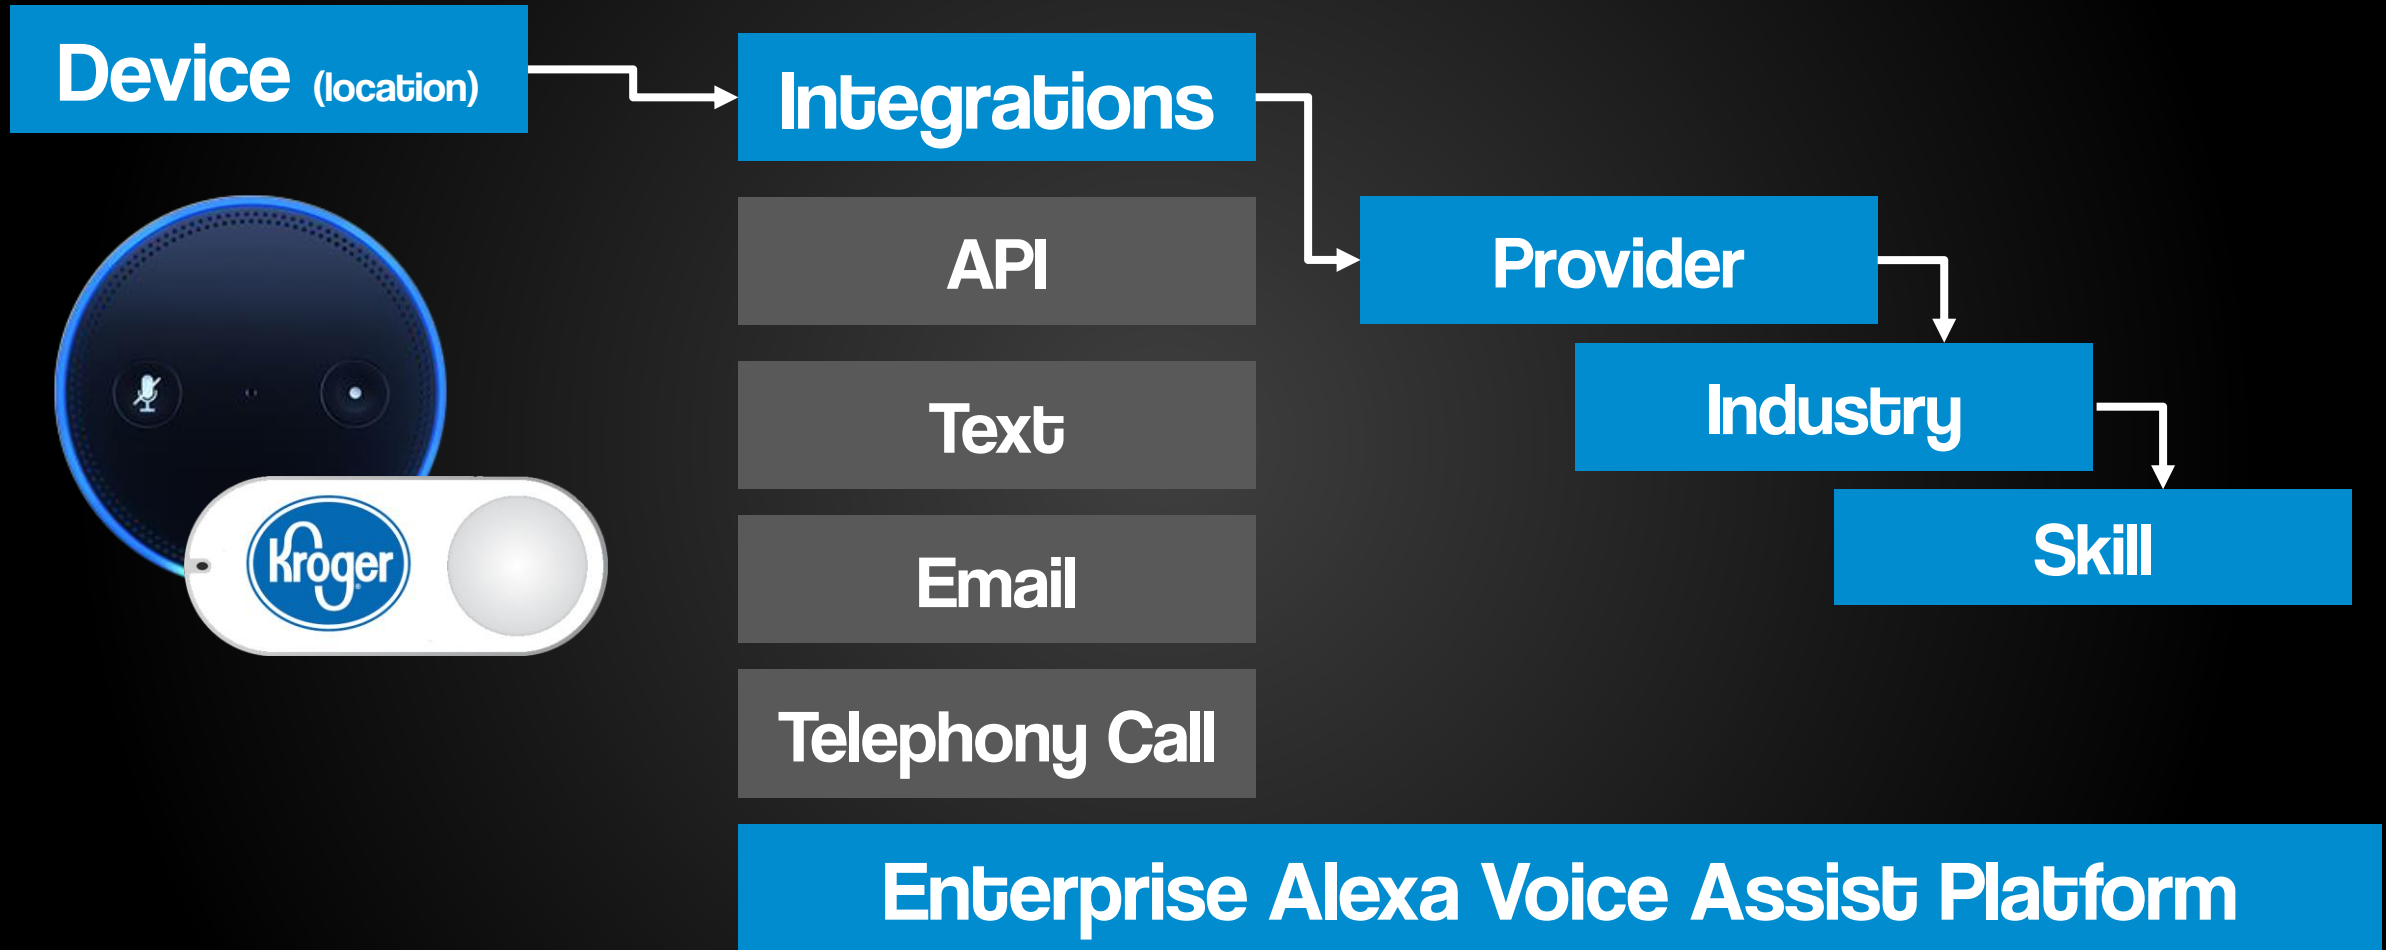 Device (location)
Integrations
API
Text
Email
Telephony Call
Provider
Industry
Skill
Kroger
Enterprise Alexa Voice Assist Platform